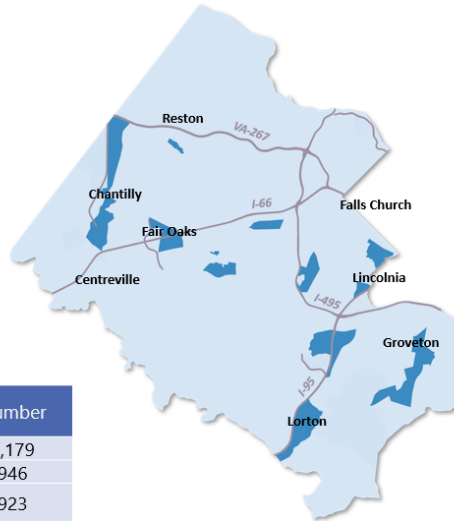 Reston
VA-267
Chantilly
I-66
Falls Church
Fair Oaks
Centreville
Lincolnia
I-495
Groveton
I-95
Lorton
umber
,179
946
923